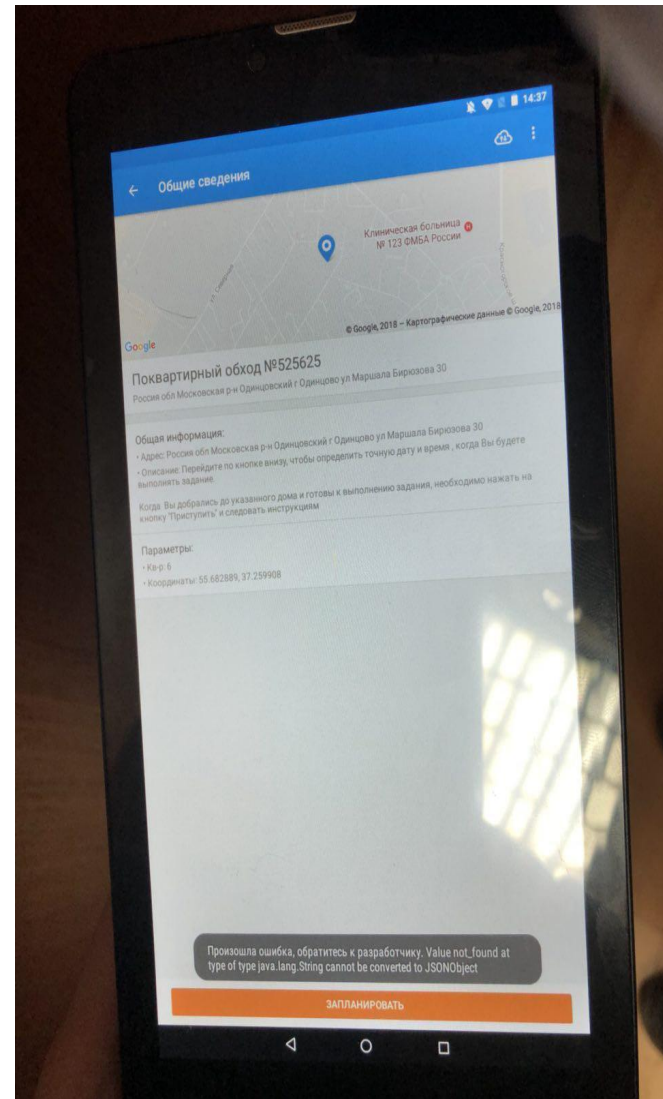 14:37
Общие сведения
Клиническая больница
№ 123 ФМБА России
ул. Северная
Google
© Google, 2018 – Картографические данные © Google, 2018
Поквартирный обход №525625
Россия обл Московская р-н Одинцовский г Одинцово ул Маршала Бирюзова 30
Общая информация:
• Адрес: Россия обл Московская р-н Одинцовский г Одинцово ул Маршала Бирюзова 30
• Описание: Перейдите по кнопке внизу, чтобы определить точную дату и время , когда Вы будете
выполнять задание.
Когда Вы добрались до указанного дома и готовы к выполнению задания, необходимо нажать на
кнопку "Приступить" и следовать инструкциям
Параметры:
• Кв-р: 6
• Координаты: 55.682889, 37.259908
Произошла ошибка, обратитесь к разработчику. Value not_found at
type of type java.lang.String cannot be converted to JSONObject
ЗАПЛАНИРОВАТЬ